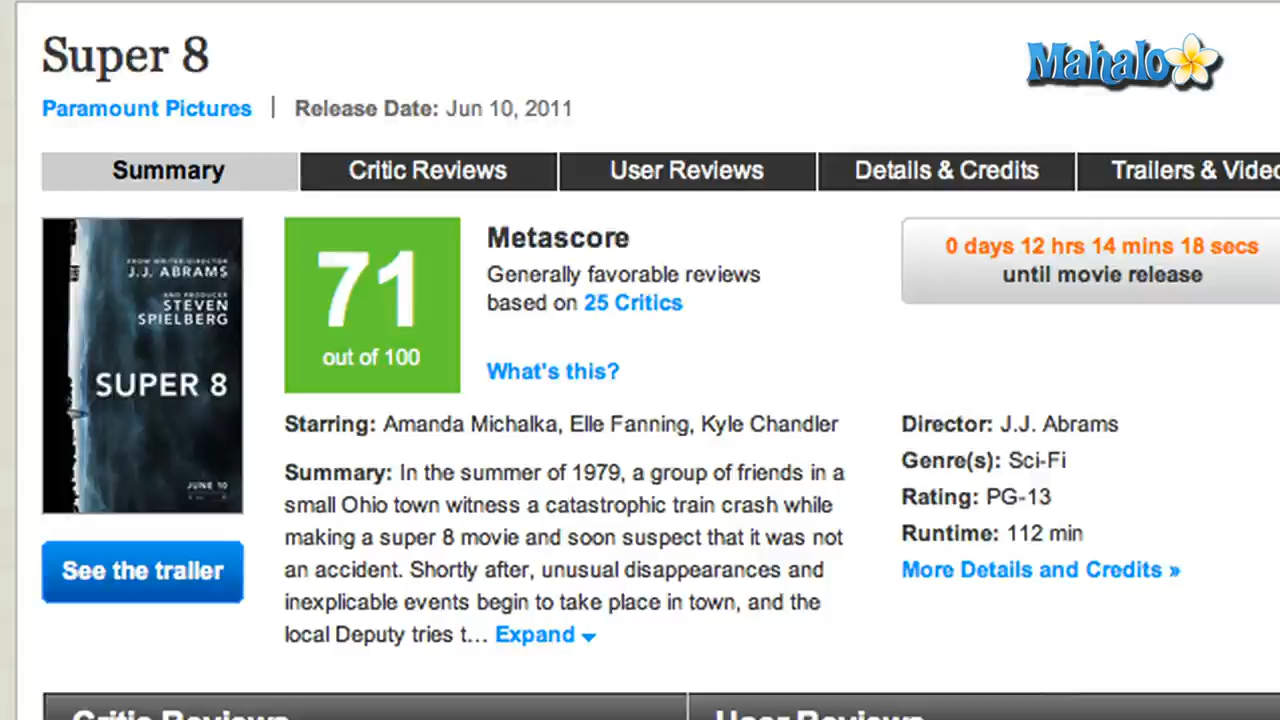 Super 8
Mahalo
Paramount Pictures | Release Date: Jun 10, 2011
Summary
Critic Reviews
User Reviews
Details & Credits
Trailers & Video
FROM WRITER/DIRECTOR
J.J. ABRAMS
AND PRODUCER
STEVEN
SPIELBERG
SUPER 8
JUNE 10
See the trailer
71
out of 100
Metascore
Generally favorable reviews
based on 25 Critics
What's this?
0 days 12 hrs 14 mins 18 secs
until movie release
Starring: Amanda Michalka, Elle Fanning, Kyle Chandler
Summary: In the summer of 1979, a group of friends in a
small Ohio town witness a catastrophic train crash while
making a super 8 movie and soon suspect that it was not
an accident. Shortly after, unusual disappearances and
inexplicable events begin to take place in town, and the
local Deputy tries t... Expand
Director: J.J. Abrams
Genre(s): Sci-Fi
Rating: PG-13
Runtime: 112 min
More Details and Credits »
Critic Reviews
User Reviews